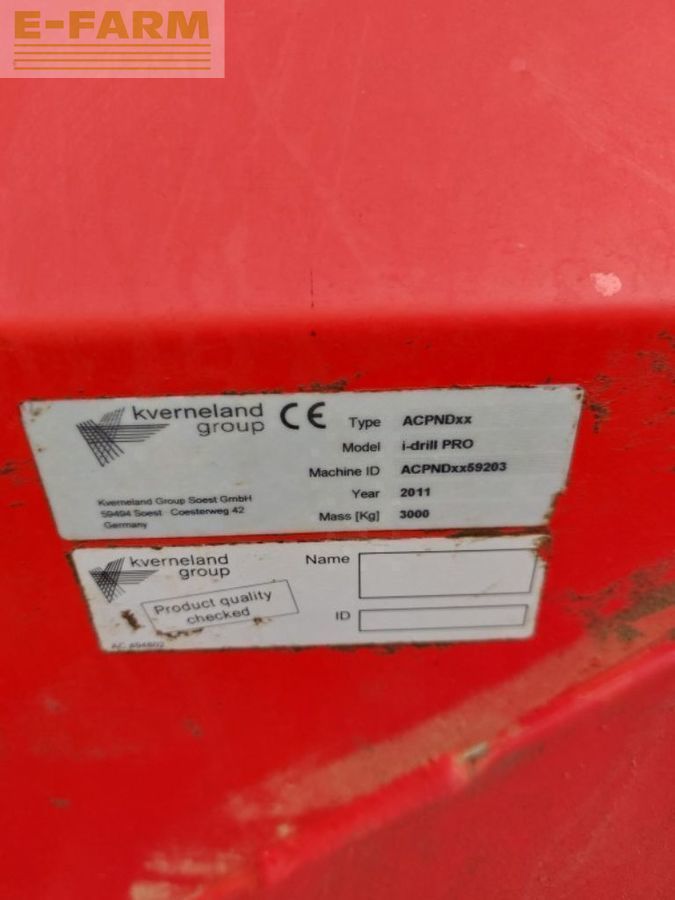 E-FARM
kverneland
group
CE
Type ACPNDxx
Model i-drill PRO
Machine ID ACPNDxx59203
Year 2011
Mass [Kg] 3000
Kverneland Group Soest GmbH
59494 Soest Coesterweg 42
Germany
kverneland
group
Product quality
checked
Name
ID